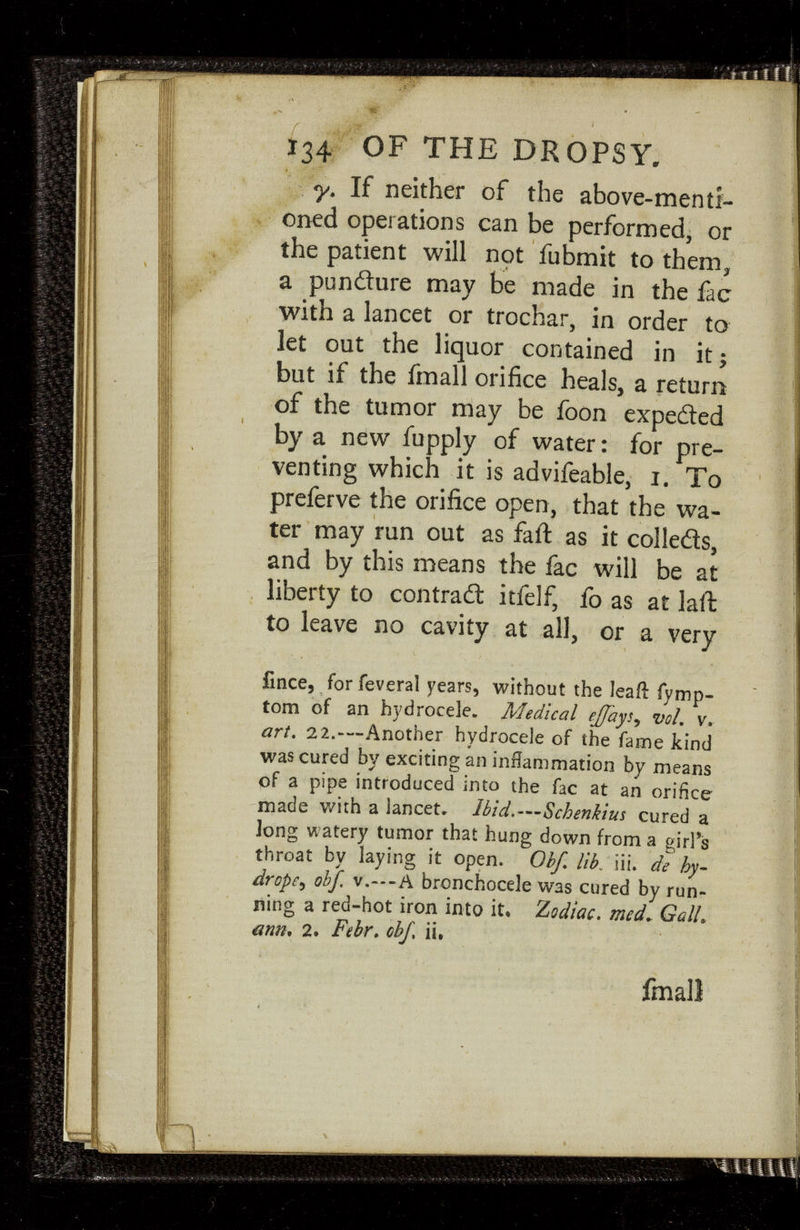 134 OF THE DROPSY.
γ. If neither of the above-menti-
oned operations can be performed, or
the patient will not ſubmit to them,
a puncture may be made in the ſac
with a lancet or trochar, in order to
let out the liquor contained in it;
but if the ſmall orifice heals, a return
of the tumor may be ſoon expected
by a new ſupply of water: for pre-
venting which it is adviſeable, 1. To
preſerve the orifice open, that the wa-
ter may run out as faſt as it collects,
and by this means the ſac will be at
liberty to contract itſelf, ſo as at laſt
to leave no cavity at all, or a very
ſince, for ſeveral years, without the leaſt ſymp-
tom of an hydrocele. Medical eſſays, vol. v.
art. 22.---Another hydrocele of the ſame kind
was cured by exciting an inflammation by means
of a pipe introduced into the ſac at an orifice
made with a lancet. Ibid.---Schenkius cured a
long watery tumor that hung down from a girl's
throat by laying it open. Obſ. lib. iii. de hy-
drope, obſ. v.---A bronchocele was cured by run-
ning a red-hot iron into it. Zodiac. med. Gall.
ann. 2. Febr. obſ. ii.
ſmall